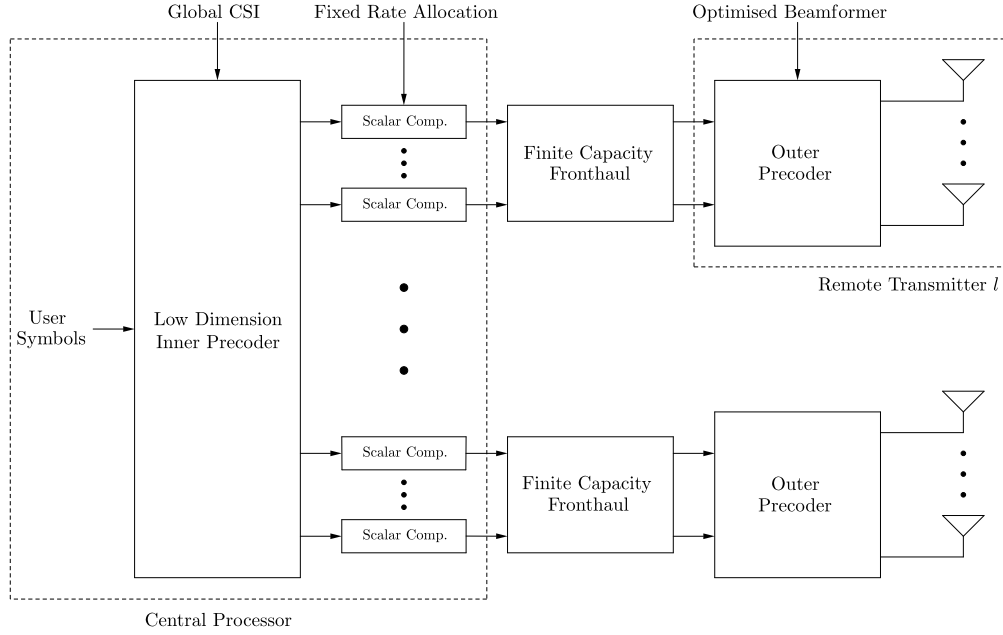 Global CSI
Fixed Rate Allocation
Optimised Beamformer
Scalar Comp.
Scalar Comp.
Finite Capacity
Fronthaul
Outer
Precoder
Remote Transmitter l
User
Symbols
Low Dimension
Inner Precoder
Scalar Comp.
Scalar Comp.
Finite Capacity
Fronthaul
Outer
Precoder
Central Processor